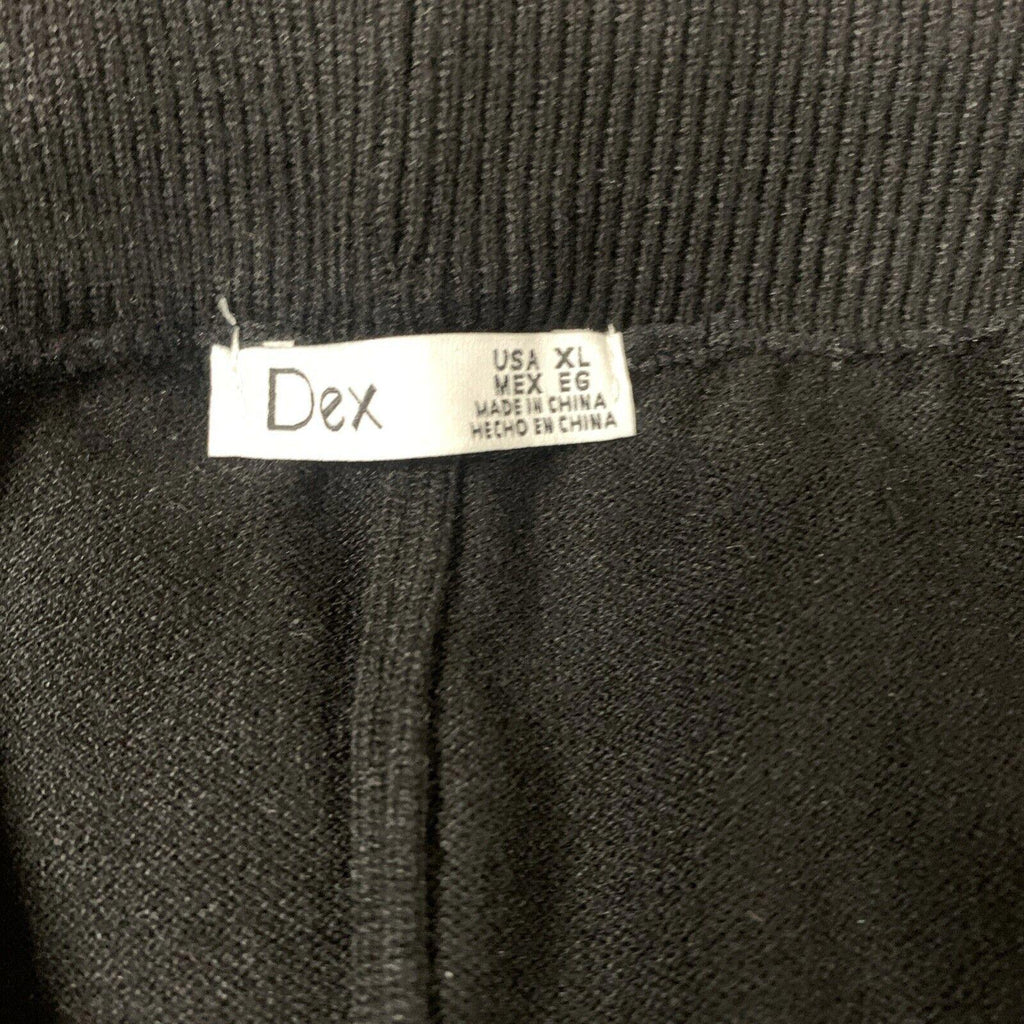 Dex
USA XL
MEX EG
MADE IN CHINA
HECHO EN CHINA